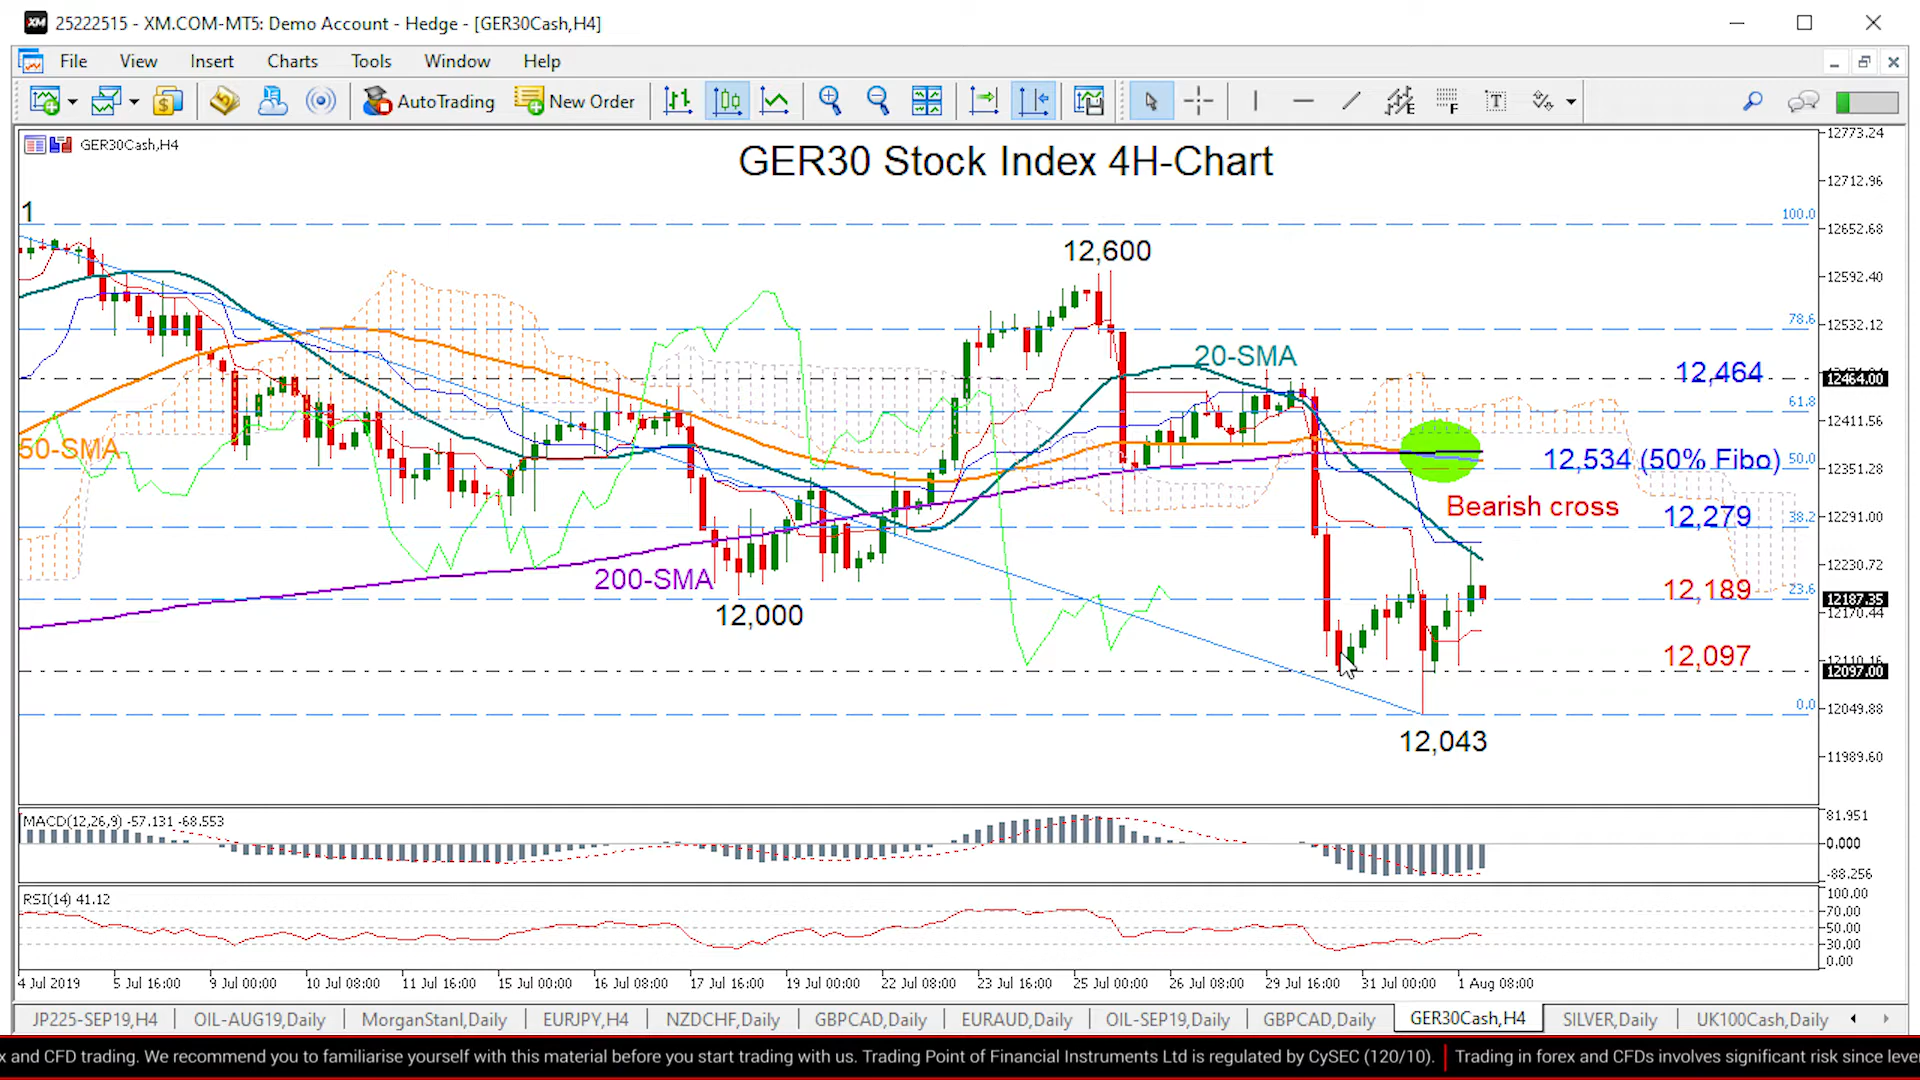 25222515 - XM.COM-MT5: Demo Account - Hedge - [GER30Cash,H4]
File View Insert Charts Tools Window Help
AutoTrading New Order
GER30Cash,H4
GER30 Stock Index 4H-Chart
1
12,600
20-SMA
50-SMA
200-SMA
12,000
12,464
12,534 (50% Fibo)
Bearish cross
12,279
12,189
12,097
12,043
100.0
78.6
61.8
50.0
38.2
23.6
0.0
12773.24
12712.96
12652.68
12592.40
12532.12
12464.00
12411.56
12351.28
12291.00
12230.72
12187.35
12170.44
12110.16
12097.00
12049.88
11989.60
MACD(12,26,9) -57.131 -68.553
81.951
0.000
-88.256
RSI(14) 41.12
100.00
70.00
50.00
30.00
0.00
4 Jul 2019 5 Jul 16:00 9 Jul 00:00 10 Jul 08:00 11 Jul 16:00 15 Jul 00:00 16 Jul 08:00 17 Jul 16:00 19 Jul 00:00 22 Jul 08:00 23 Jul 16:00 25 Jul 00:00 26 Jul 08:00 29 Jul 16:00 31 Jul 00:00 1 Aug 08:00
JP225-SEP19,H4 OIL-AUG19,Daily MorganStanl,Daily EURJPY,H4 NZDCHF,Daily GBPCAD,Daily EURAUD,Daily OIL-SEP19,Daily GBPCAD,Daily GER30Cash,H4 SILVER,Daily UK100Cash,Daily
x and CFD trading. We recommend you to familiarise yourself with this material before you start trading with us. Trading Point of Financial Instruments Ltd is regulated by CySEC (120/10). Trading in forex and CFDs involves significant risk since leve